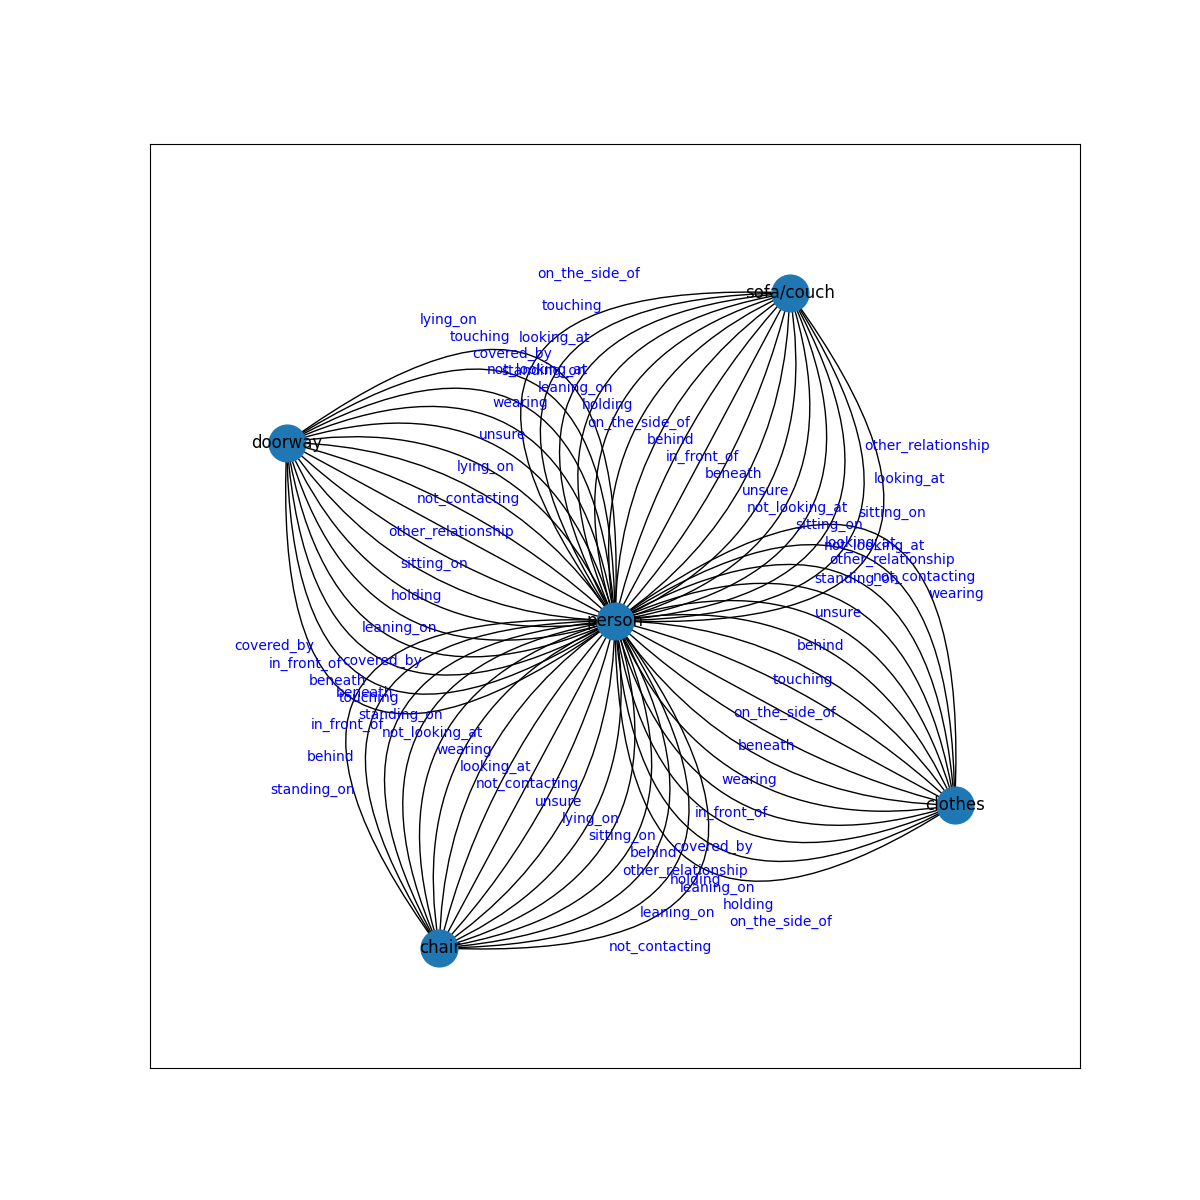 on_the_side_of
sofa/couch
touching
lying_on
touching
looking_at
covered_by
not_looking_at
standing_on
leaning_on
wearing
holding
on_the_side_of
unsure
behind
doorway
other_relationship
in_front_of
lying_on
beneath
looking_at
unsure
not_contacting
not_looking_at
sitting_on
sitting_on
other_relationship
looking_at
not_looking_at
other_relationship
sitting_on
standing_on
not_contacting
holding
wearing
unsure
person
leaning_on
covered_by
behind
in_front_of
covered_by
beneath
touching
beneath
touching
standing_on
on_the_side_of
in_front_of
not_looking_at
wearing
beneath
behind
looking_at
wearing
not_contacting
standing_on
unsure
clothes
in_front_of
lying_on
sitting_on
covered_by
behind
other_relationship
holding
leaning_on
holding
leaning_on
on_the_side_of
chair
not_contacting